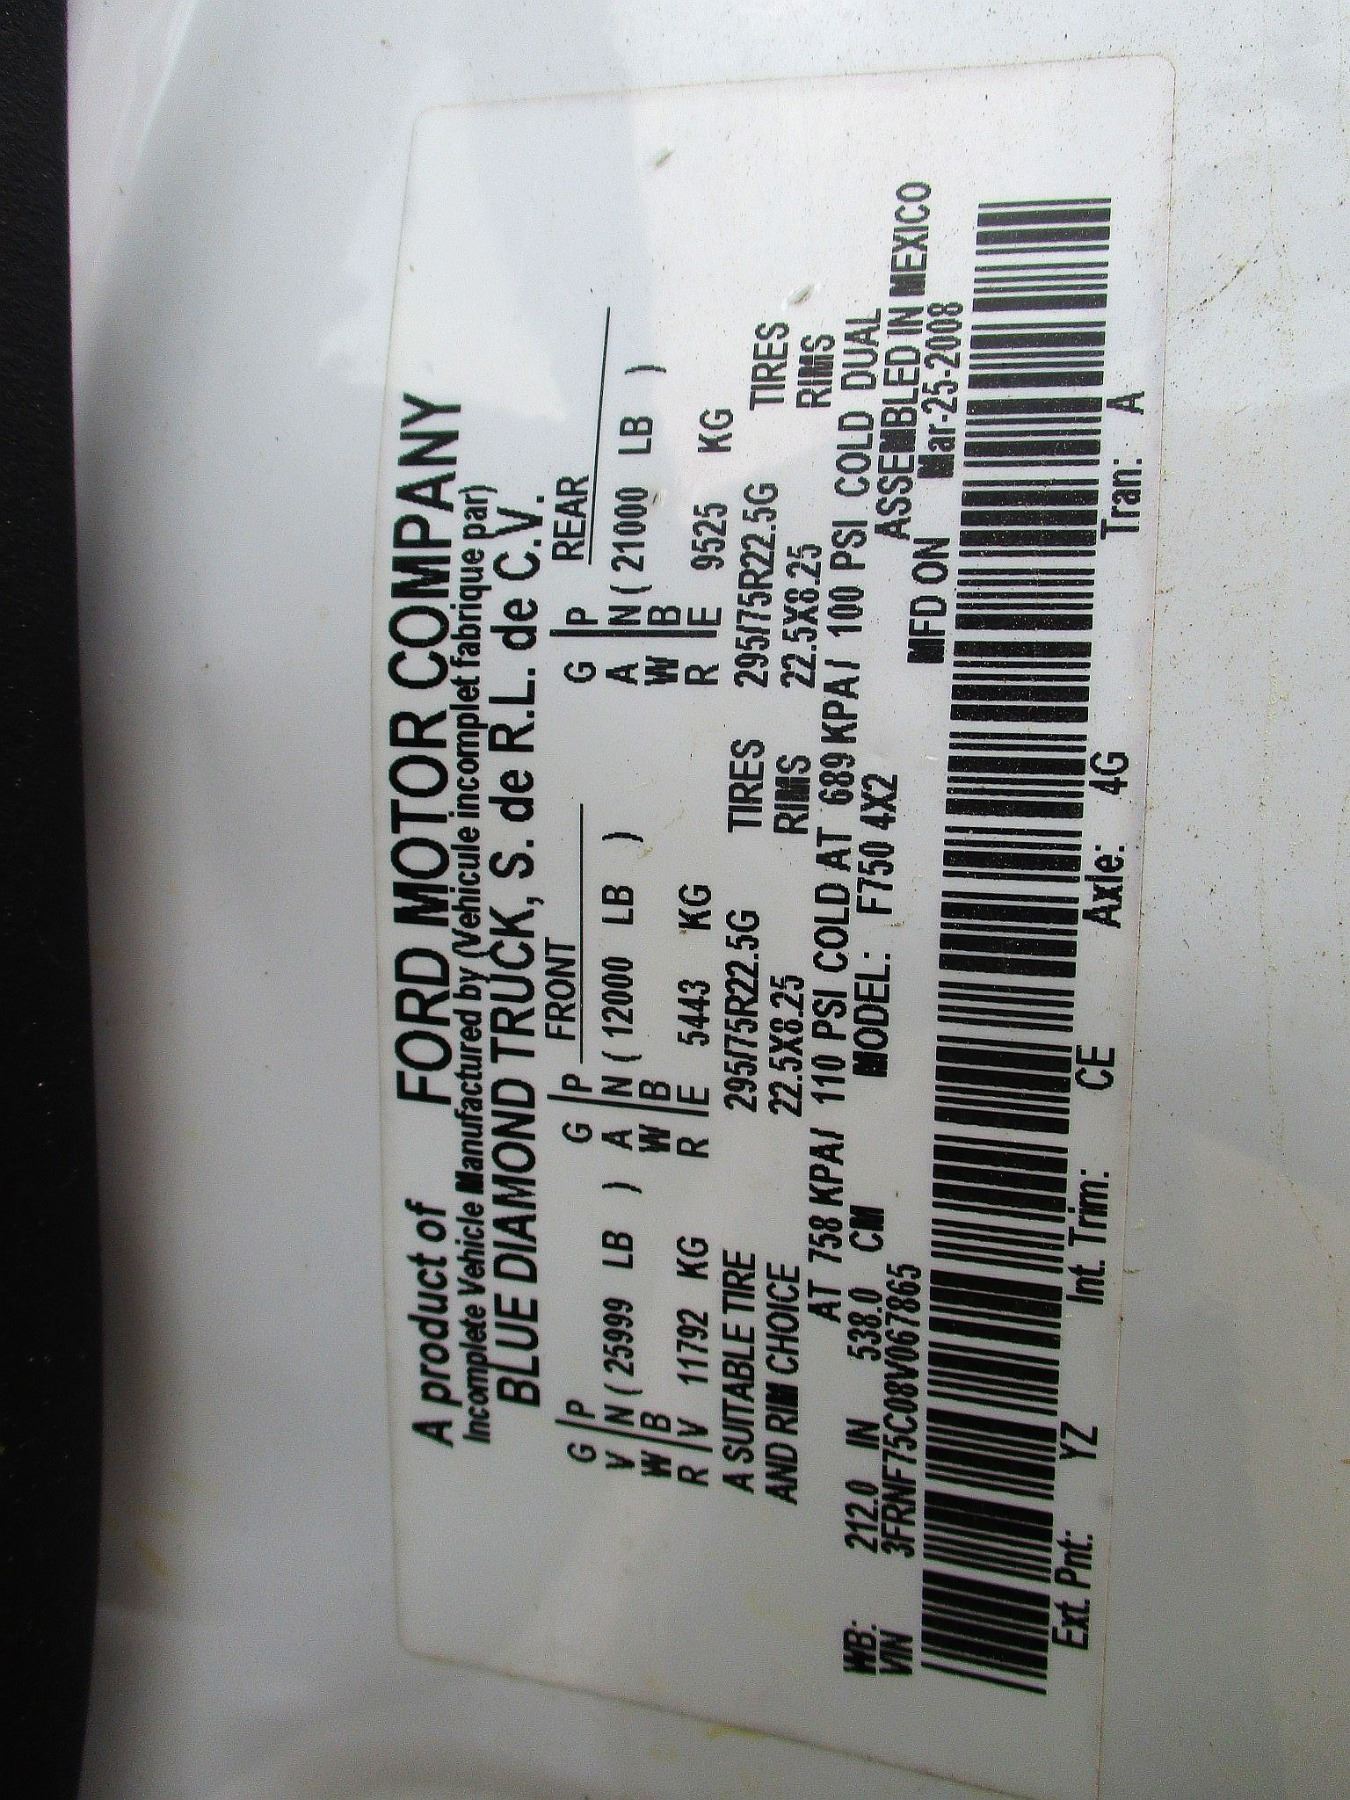 A product of FORD MOTOR COMPANY
Incomplete Vehicle Manufactured by (Vehicule incomplet fabrique par)
BLUE DIAMOND TRUCK, S. de R.L. de C.V.
FRONT REAR
G P G P G P
V N ( 25999 LB ) A N ( 12000 LB ) A N ( 21000 LB )
W B W B W B
R V 11792 KG R E 5443 KG R E 9525 KG
A SUITABLE TIRE 295/75R22.5G TIRES 295/75R22.5G TIRES
AND RIM CHOICE 22.5X8.25 RIMS 22.5X8.25 RIMS
AT 758 KPA/ 110 PSI COLD AT 689 KPA/ 100 PSI COLD DUAL
WB: 212.0 IN 538.0 CM MODEL: F750 4X2 ASSEMBLED IN MEXICO
VIN 3FRNF75C08V067865 MFD ON Mar-25-2008
Ext. Pnt: YZ Int. Trim: CE Axle: 4G Tran: A